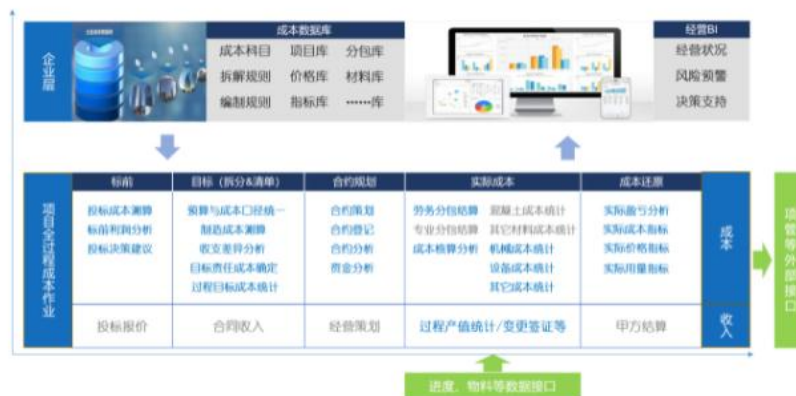 成本数据库
经营BI
企业层
成本科目 项目库 分包库
拆解规则 价格库 材料库
编制规则 指标库 ……库
经营状况
风险预警
决策支持
标前 目标（拆分&清单） 合约规划 实际成本 成本还原
项目全过程成本作业
投标成本测算
标前利润分析
投标决策建议
预算与成本口径统一
制造成本测算
收支差异分析
目标责任成本确定
过程目标成本统计
合约策划
合约登记
合约分析
资金分析
劳务分包结算 混凝土成本统计
专业分包结算 其它材料成本统计
成本核算分析 机械成本统计
设备成本统计
其它成本统计
实际盈亏分析
实际成本指标
实际价格指标
实际用量指标
成本
投标报价 合同收入 经营策划 过程产值统计/变更签证等 甲方结算 收入
项管等外部接口
进度、物料等数据接口